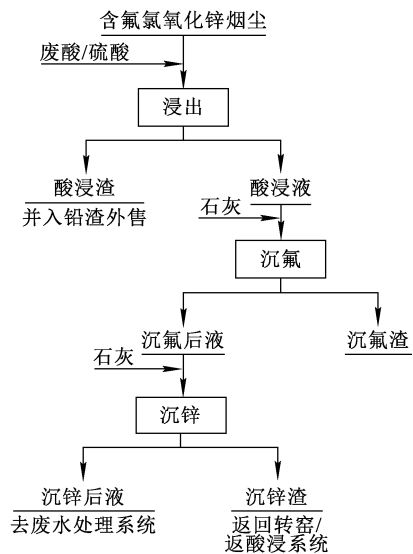 含氟氯氧化锌烟尘
废酸/硫酸
浸出
酸浸渣
并入铅渣外售
酸浸液
石灰
沉氟
沉氟后液
沉氟渣
石灰
沉锌
沉锌后液
去废水处理系统
沉锌渣
返回转窑/
返酸浸系统